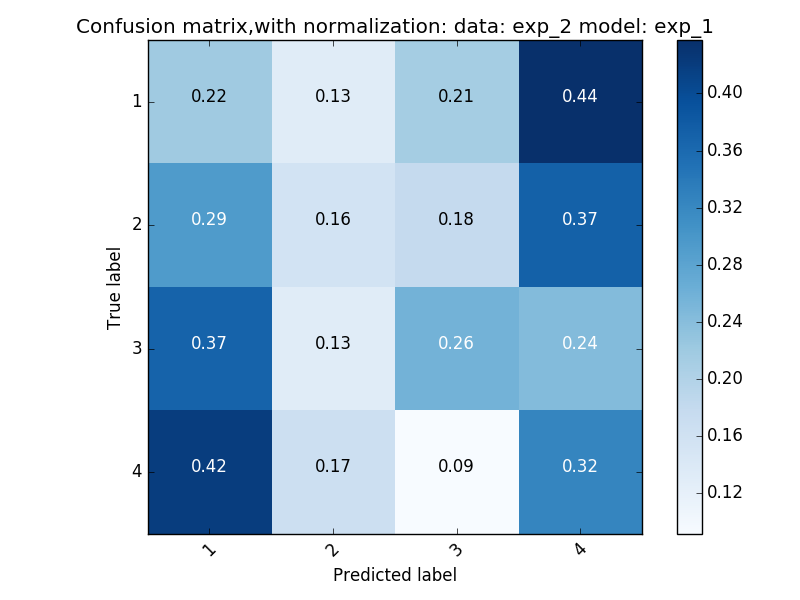 Confusion matrix,with normalization: data: exp_2 model: exp_1
True label
1 0.22 0.13 0.21 0.44
2 0.29 0.16 0.18 0.37
3 0.37 0.13 0.26 0.24
4 0.42 0.17 0.09 0.32
1 2 3 4
Predicted label
0.40
0.36
0.32
0.28
0.24
0.20
0.16
0.12